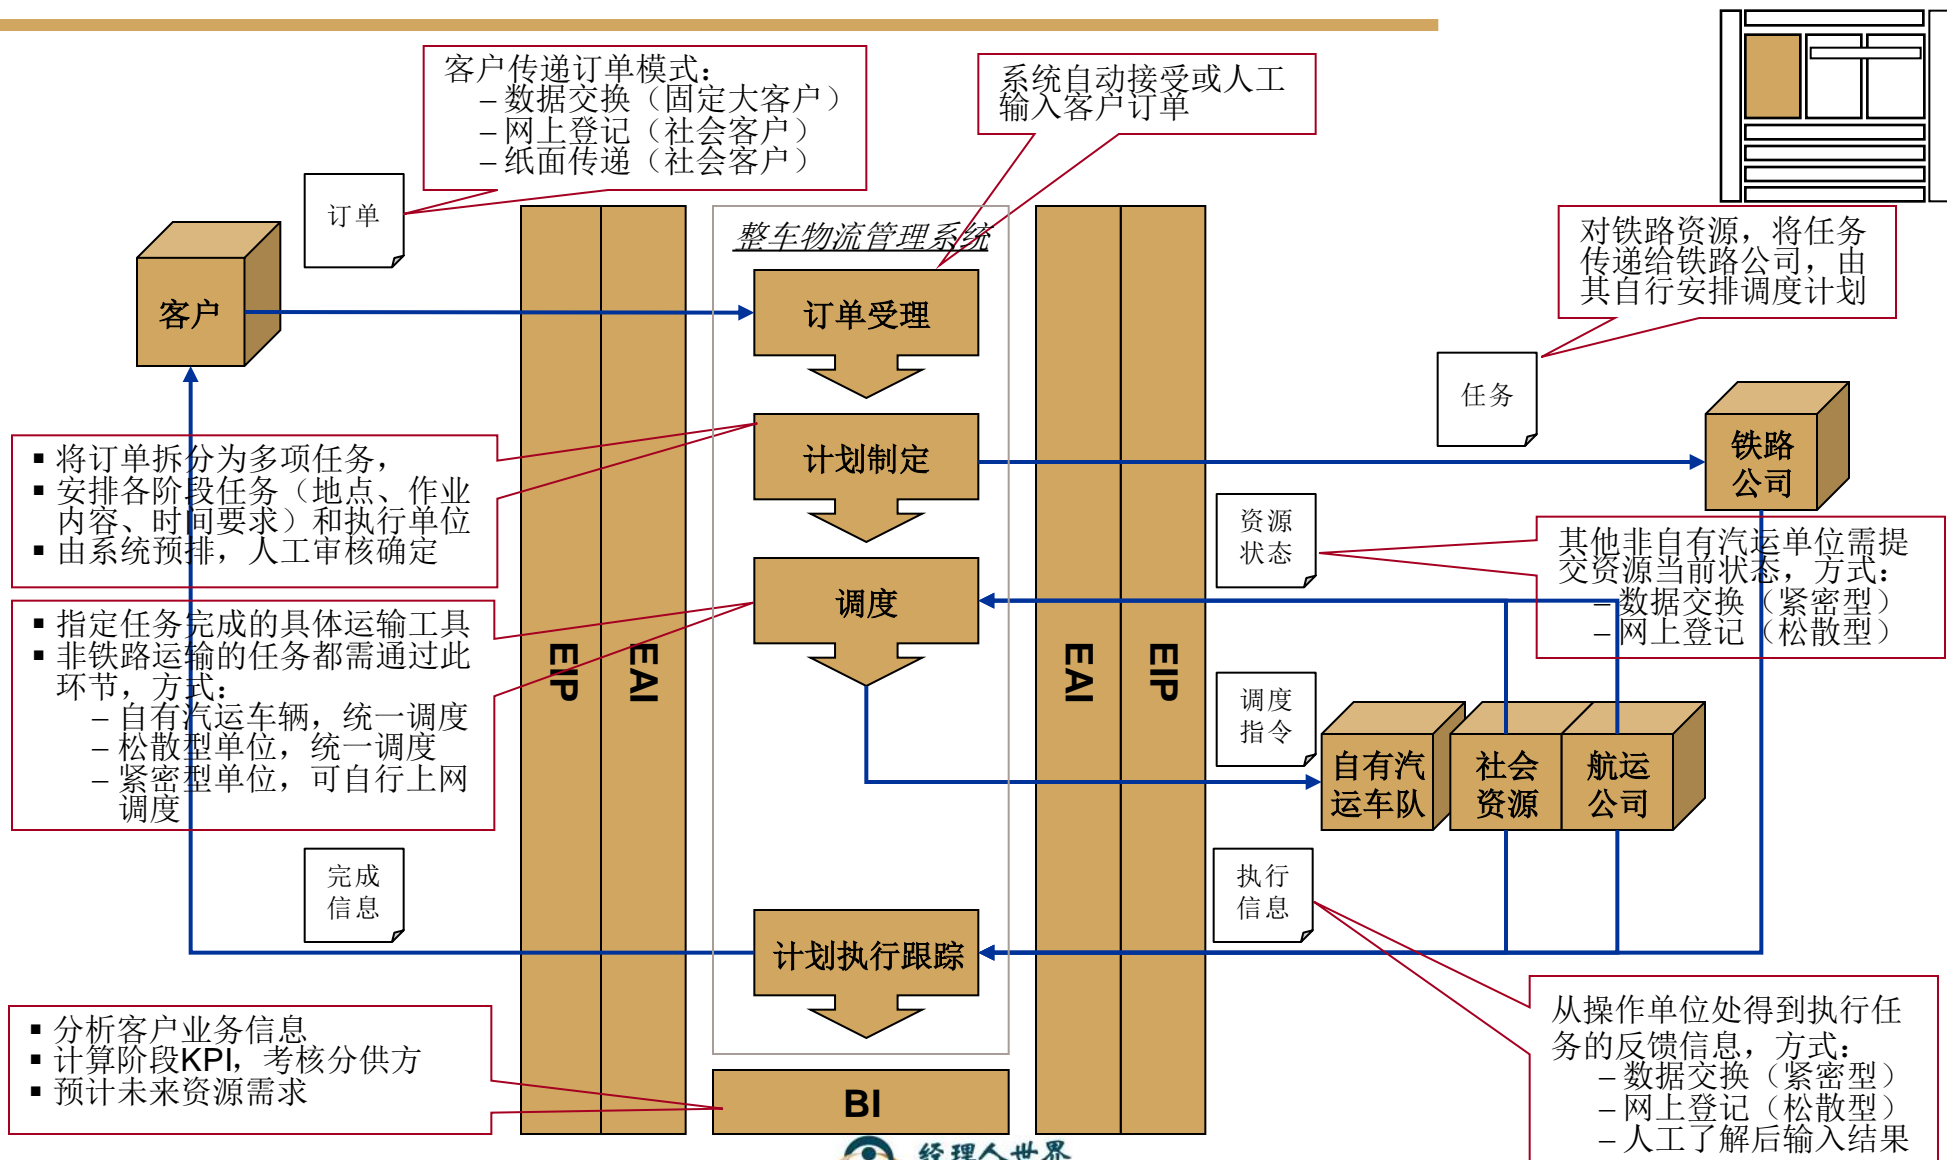 客户传递订单模式：
–数据交换（固定大客户）
–网上登记（社会客户）
–纸面传递（社会客户）
系统自动接受或人工
输入客户订单
订单
整车物流管理系统
对铁路资源，将任务
传递给铁路公司，由
其自行安排调度计划
客户
订单受理
任务
铁路
公司
▪将订单拆分为多项任务，
▪安排各阶段任务（地点、作业
内容、时间要求）和执行单位
▪由系统预排，人工审核确定
计划制定
资源
状态
其他非自有汽运单位需提
交资源当前状态，方式：
–数据交换（紧密型）
–网上登记（松散型）
▪指定任务完成的具体运输工具
▪非铁路运输的任务都需通过此
环节，方式：
–自有汽运车辆，统一调度
–松散型单位，统一调度
–紧密型单位，可自行上网
调度
调度
EIP
EAI
EAI
EIP
调度
指令
自有汽
运车队
社会
资源
航运
公司
完成
信息
执行
信息
计划执行跟踪
▪分析客户业务信息
▪计算阶段KPI，考核分供方
▪预计未来资源需求
从操作单位处得到执行任
务的反馈信息，方式：
–数据交换（紧密型）
–网上登记（松散型）
–人工了解后输入结果
BI
经理人世界